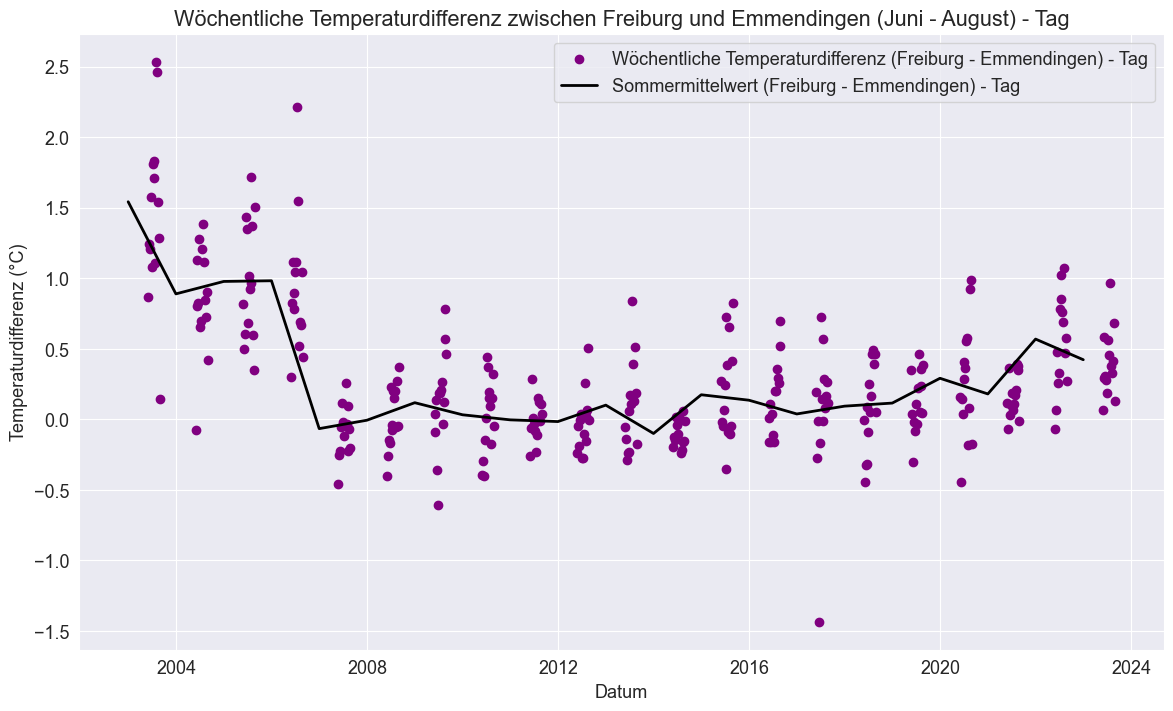 Wöchentliche Temperaturdifferenz zwischen Freiburg und Emmendingen (Juni - August) - Tag
Wöchentliche Temperaturdifferenz (Freiburg - Emmendingen) - Tag
Sommermittelwert (Freiburg - Emmendingen) - Tag
Temperaturdifferenz (°C)
2.5
2.0
1.5
1.0
0.5
0.0
−0.5
−1.0
−1.5
2004 2008 2012 2016 2020 2024
Datum